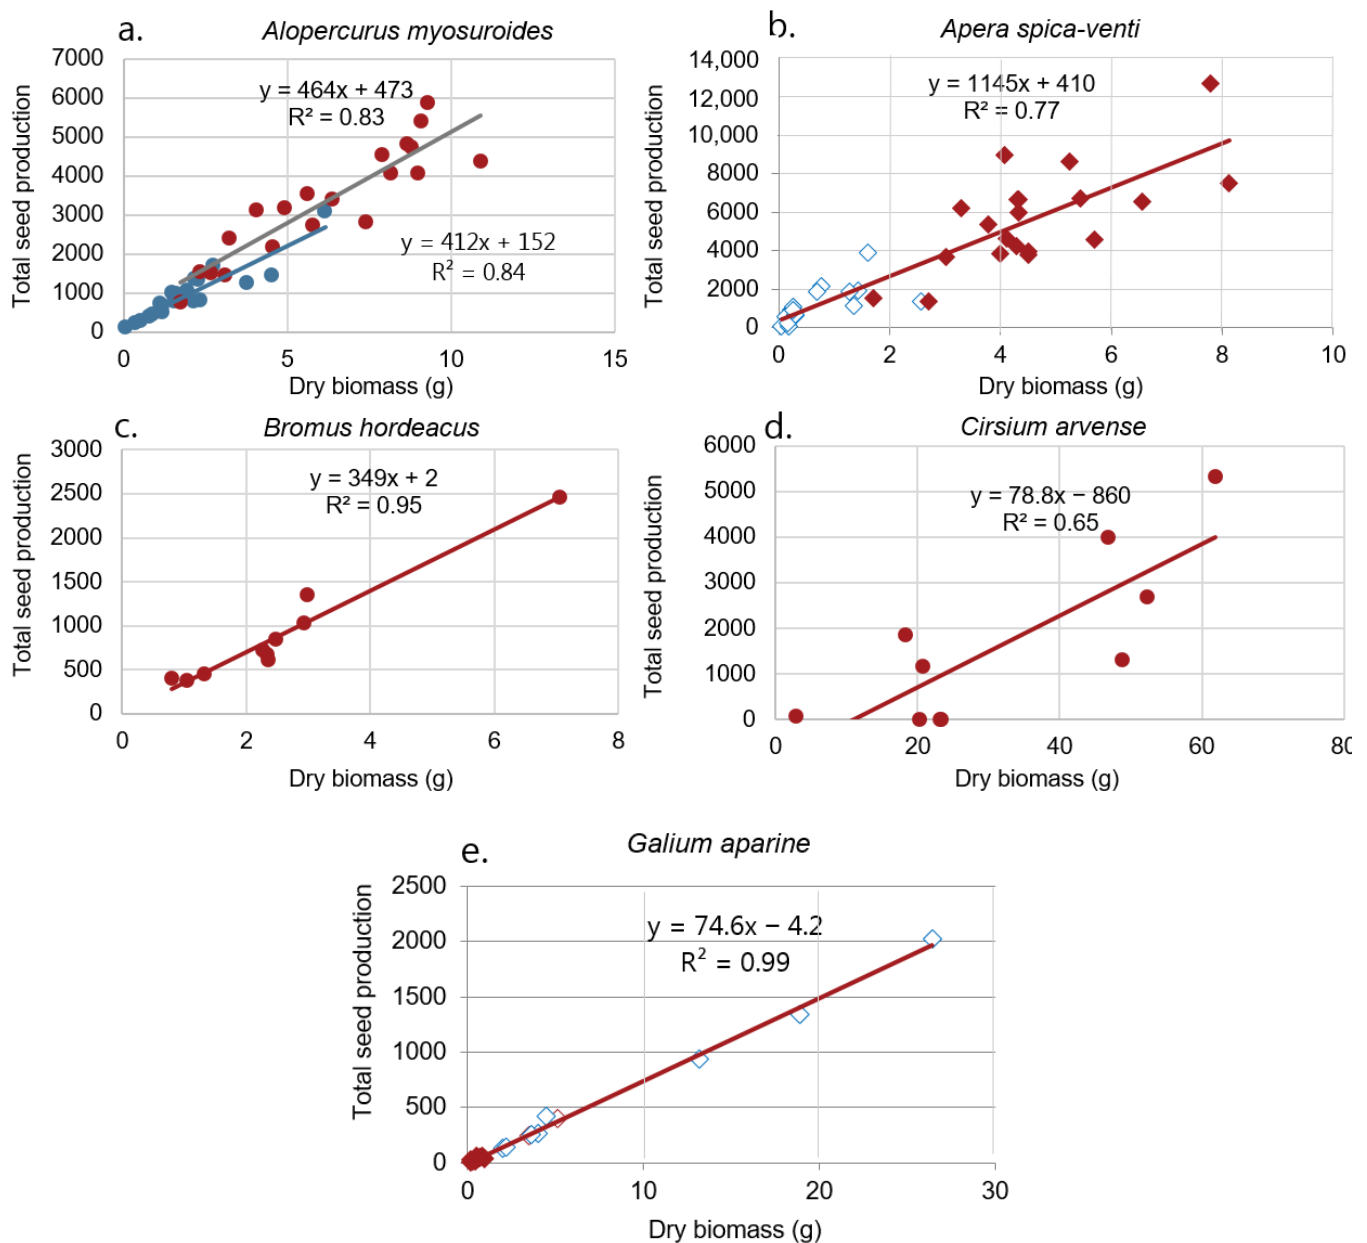 a.
Alopercurus myosuroides
7000
6000
5000
4000
3000
2000
1000
0
Total seed production
y = 464x + 473
R² = 0.83
y = 412x + 152
R² = 0.84
0 5 10 15
Dry biomass (g)
b.
Apera spica-venti
14,000
12,000
10,000
8,000
6,000
4000
2000
0
Total seed production
y = 1145x + 410
R² = 0.77
0 2 4 6 8 10
Dry biomass (g)
c.
Bromus hordeacus
3000
2500
2000
1500
1000
500
0
Total seed production
y = 349x + 2
R² = 0.95
0 2 4 6 8
Dry biomass (g)
d.
Cirsium arvense
6000
5000
4000
3000
2000
1000
0
Total seed production
y = 78.8x − 860
R² = 0.65
0 20 40 60 80
Dry biomass (g)
e.
Galium aparine
2500
2000
1500
1000
500
0
Total seed production
y = 74.6x − 4.2
R² = 0.99
0 10 20 30
Dry biomass (g)